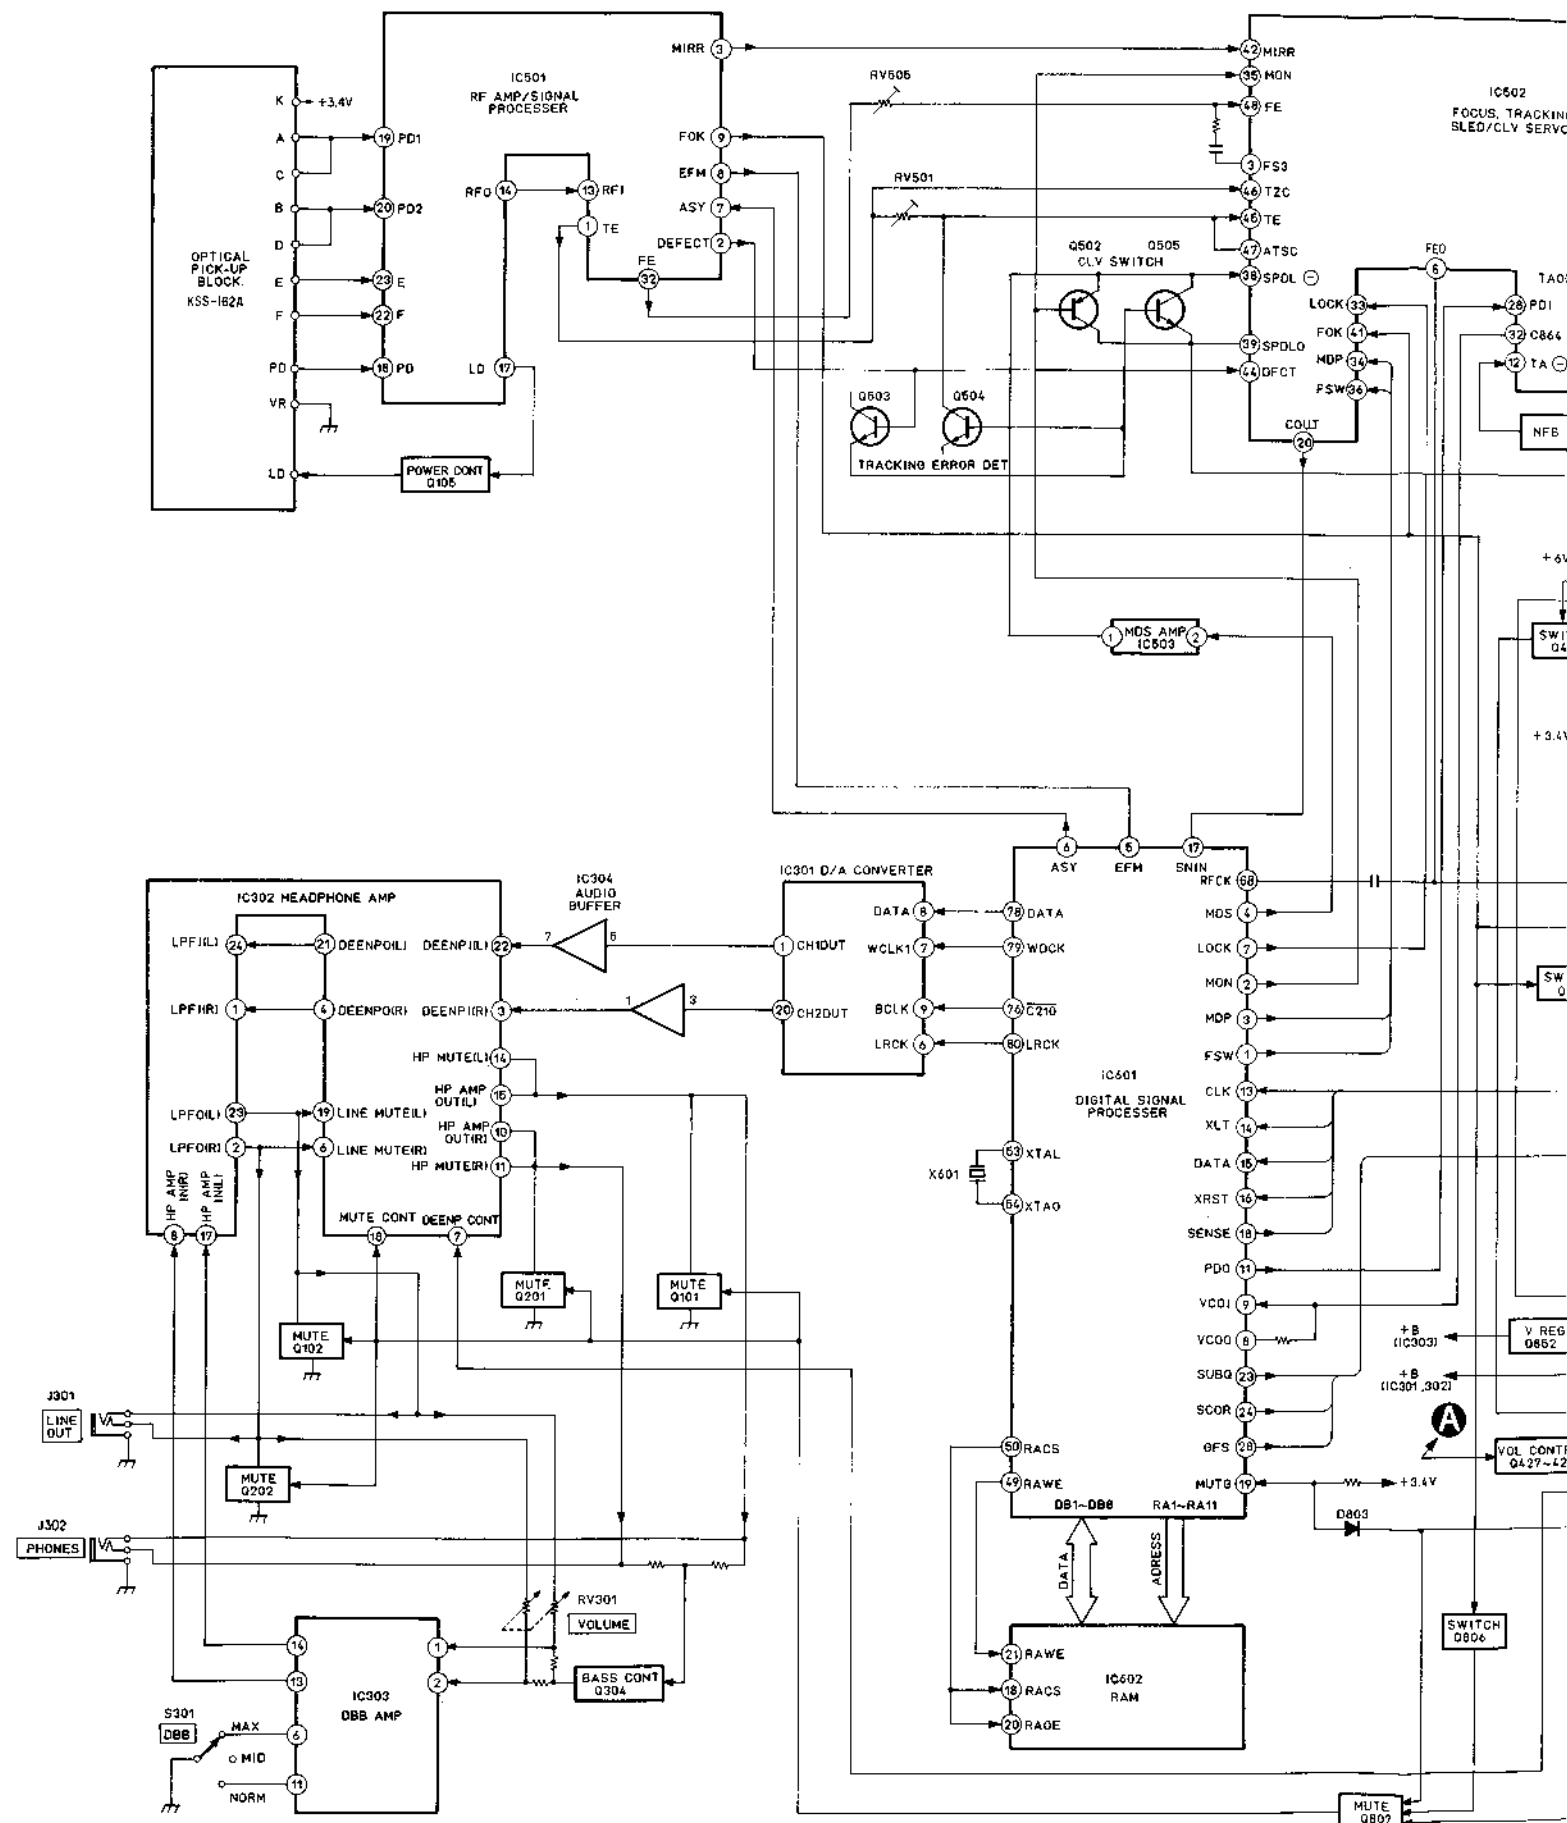 OPTICAL
PICK-UP
BLOCK
KSS-162A
K
+3.4V
A
C
B
D
E
F
PD
VR
LD
IC501
RF AMP/SIGNAL
PROCESSER
19 PD1
20 PD2
23 E
22 F
18 PD
RFO 14
13 RFI
1 TE
LD 17
FE
32
MIRR 3
FOK 9
EFM 8
ASY 7
DEFECT 2
POWER CONT
Q105
RV505
RV501
Q502
Q505
CLV SWITCH
Q503
Q504
TRACKING ERROR DET
IC502
FOCUS, TRACKIN
SLED/CLV SERVO
42 MIRR
35 MON
48 FE
3 FS3
46 TZC
45 TE
47 ATSC
38 SPDL ⊖
39 SPDLO
44 DFCT
COUT
20
LOCK 33
FOK 41
MDP 34
FSW 36
FEO
6
28 PDI
32 C864
12 TA ⊖
NFB
+6V
+3.4V
1 MDS AMP 2
IC503
IC302 HEADPHONE AMP
LPFI(L) 24
LPFI(R) 1
LPFO(L) 23
LPFO(R) 2
HP AMP
IN(R)
HP AMP
IN(L)
8
17
21 DEENPO(L)
4 DEENPO(R)
19 LINE MUTE(L)
6 LINE MUTE(R)
DEENPI(L) 22
DEENPI(R) 3
HP MUTE(L) 14
HP AMP
OUT(L)
15
HP AMP
OUT(R)
10
HP MUTE(R) 11
MUTE CONT
18
DEENP CONT
7
IC304
AUDIO
BUFFER
7
5
1
3
IC301 D/A CONVERTER
1 CH1OUT
20 CH2OUT
DATA 8
WCLK1 7
BCLK 9
LRCK 6
IC601
DIGITAL SIGNAL
PROCESSER
6
5
17
ASY
EFM
SNIN
78 DATA
79 WDCK
76 C210
80 LRCK
X601
53 XTAL
54 XTAO
50 RACS
49 RAWE
DB1~DB8
RA1~RA11
RFCK 68
MDS 4
LOCK 7
MON 2
MDP 3
FSW 1
CLK 13
XLT 14
DATA 15
XRST 16
SENSE 18
PDO 11
VCOI 9
VCOO 8
SUBQ 23
SCOR 24
GFS 28
MUTG 19
+3.4V
D803
+B
(IC303)
V REG
Q852
+B
(IC301,302)
A
VOL CONT
Q427~42
DATA
ADRESS
IC602
RAM
21 RAWE
18 RACS
20 RAOE
MUTE
Q201
MUTE
Q101
MUTE
Q102
MUTE
Q202
J301
LINE
OUT
J302
PHONES
RV301
VOLUME
BASS CONT
Q304
IC303
DBB AMP
14
13
6
11
1
2
S301
DBB
MAX
MID
NORM
SWITCH
Q806
MUTE
Q807